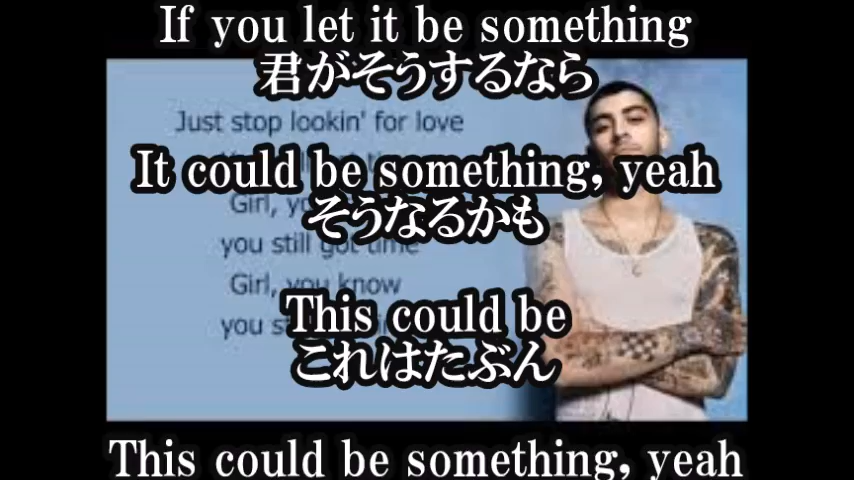 If you let it be something
君がそうするなら
Just stop lookin' for love
It could be something, yeah
Girl,
そうなるかも
you still got time
Girl, you know
This could be
you
これはたぶん
This could be something, yeah